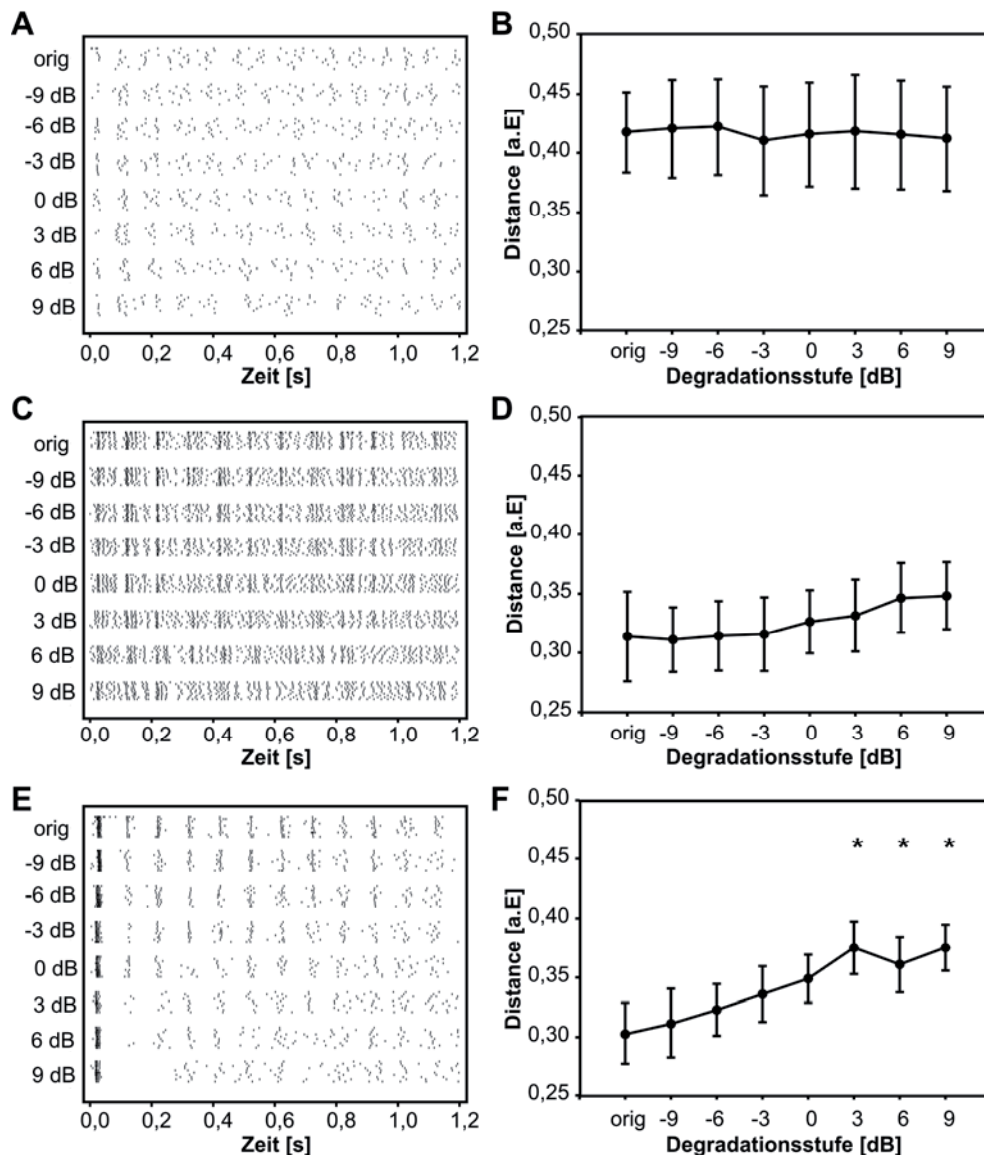 A
orig
-9 dB
-6 dB
-3 dB
0 dB
3 dB
6 dB
9 dB
0,0 0,2 0,4 0,6 0,8 1,0 1,2
Zeit [s]
B
Distance [a.E]
0,50
0,45
0,40
0,35
0,30
0,25
orig -9 -6 -3 0 3 6 9
Degradationsstufe [dB]
C
orig
-9 dB
-6 dB
-3 dB
0 dB
3 dB
6 dB
9 dB
0,0 0,2 0,4 0,6 0,8 1,0 1,2
Zeit [s]
D
Distance [a.E]
0,50
0,45
0,40
0,35
0,30
0,25
orig -9 -6 -3 0 3 6 9
Degradationsstufe [dB]
E
orig
-9 dB
-6 dB
-3 dB
0 dB
3 dB
6 dB
9 dB
0,0 0,2 0,4 0,6 0,8 1,0 1,2
Zeit [s]
F
Distance [a.E]
0,50
0,45
0,40
0,35
0,30
0,25
* * *
orig -9 -6 -3 0 3 6 9
Degradationsstufe [dB]